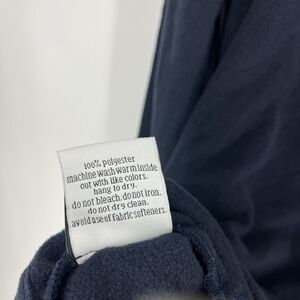 100% polyester
machine wash warm inside
out with like colors.
hang to dry.
do not bleach. do not iron.
do not dry clean.
avoid use of fabric softeners.